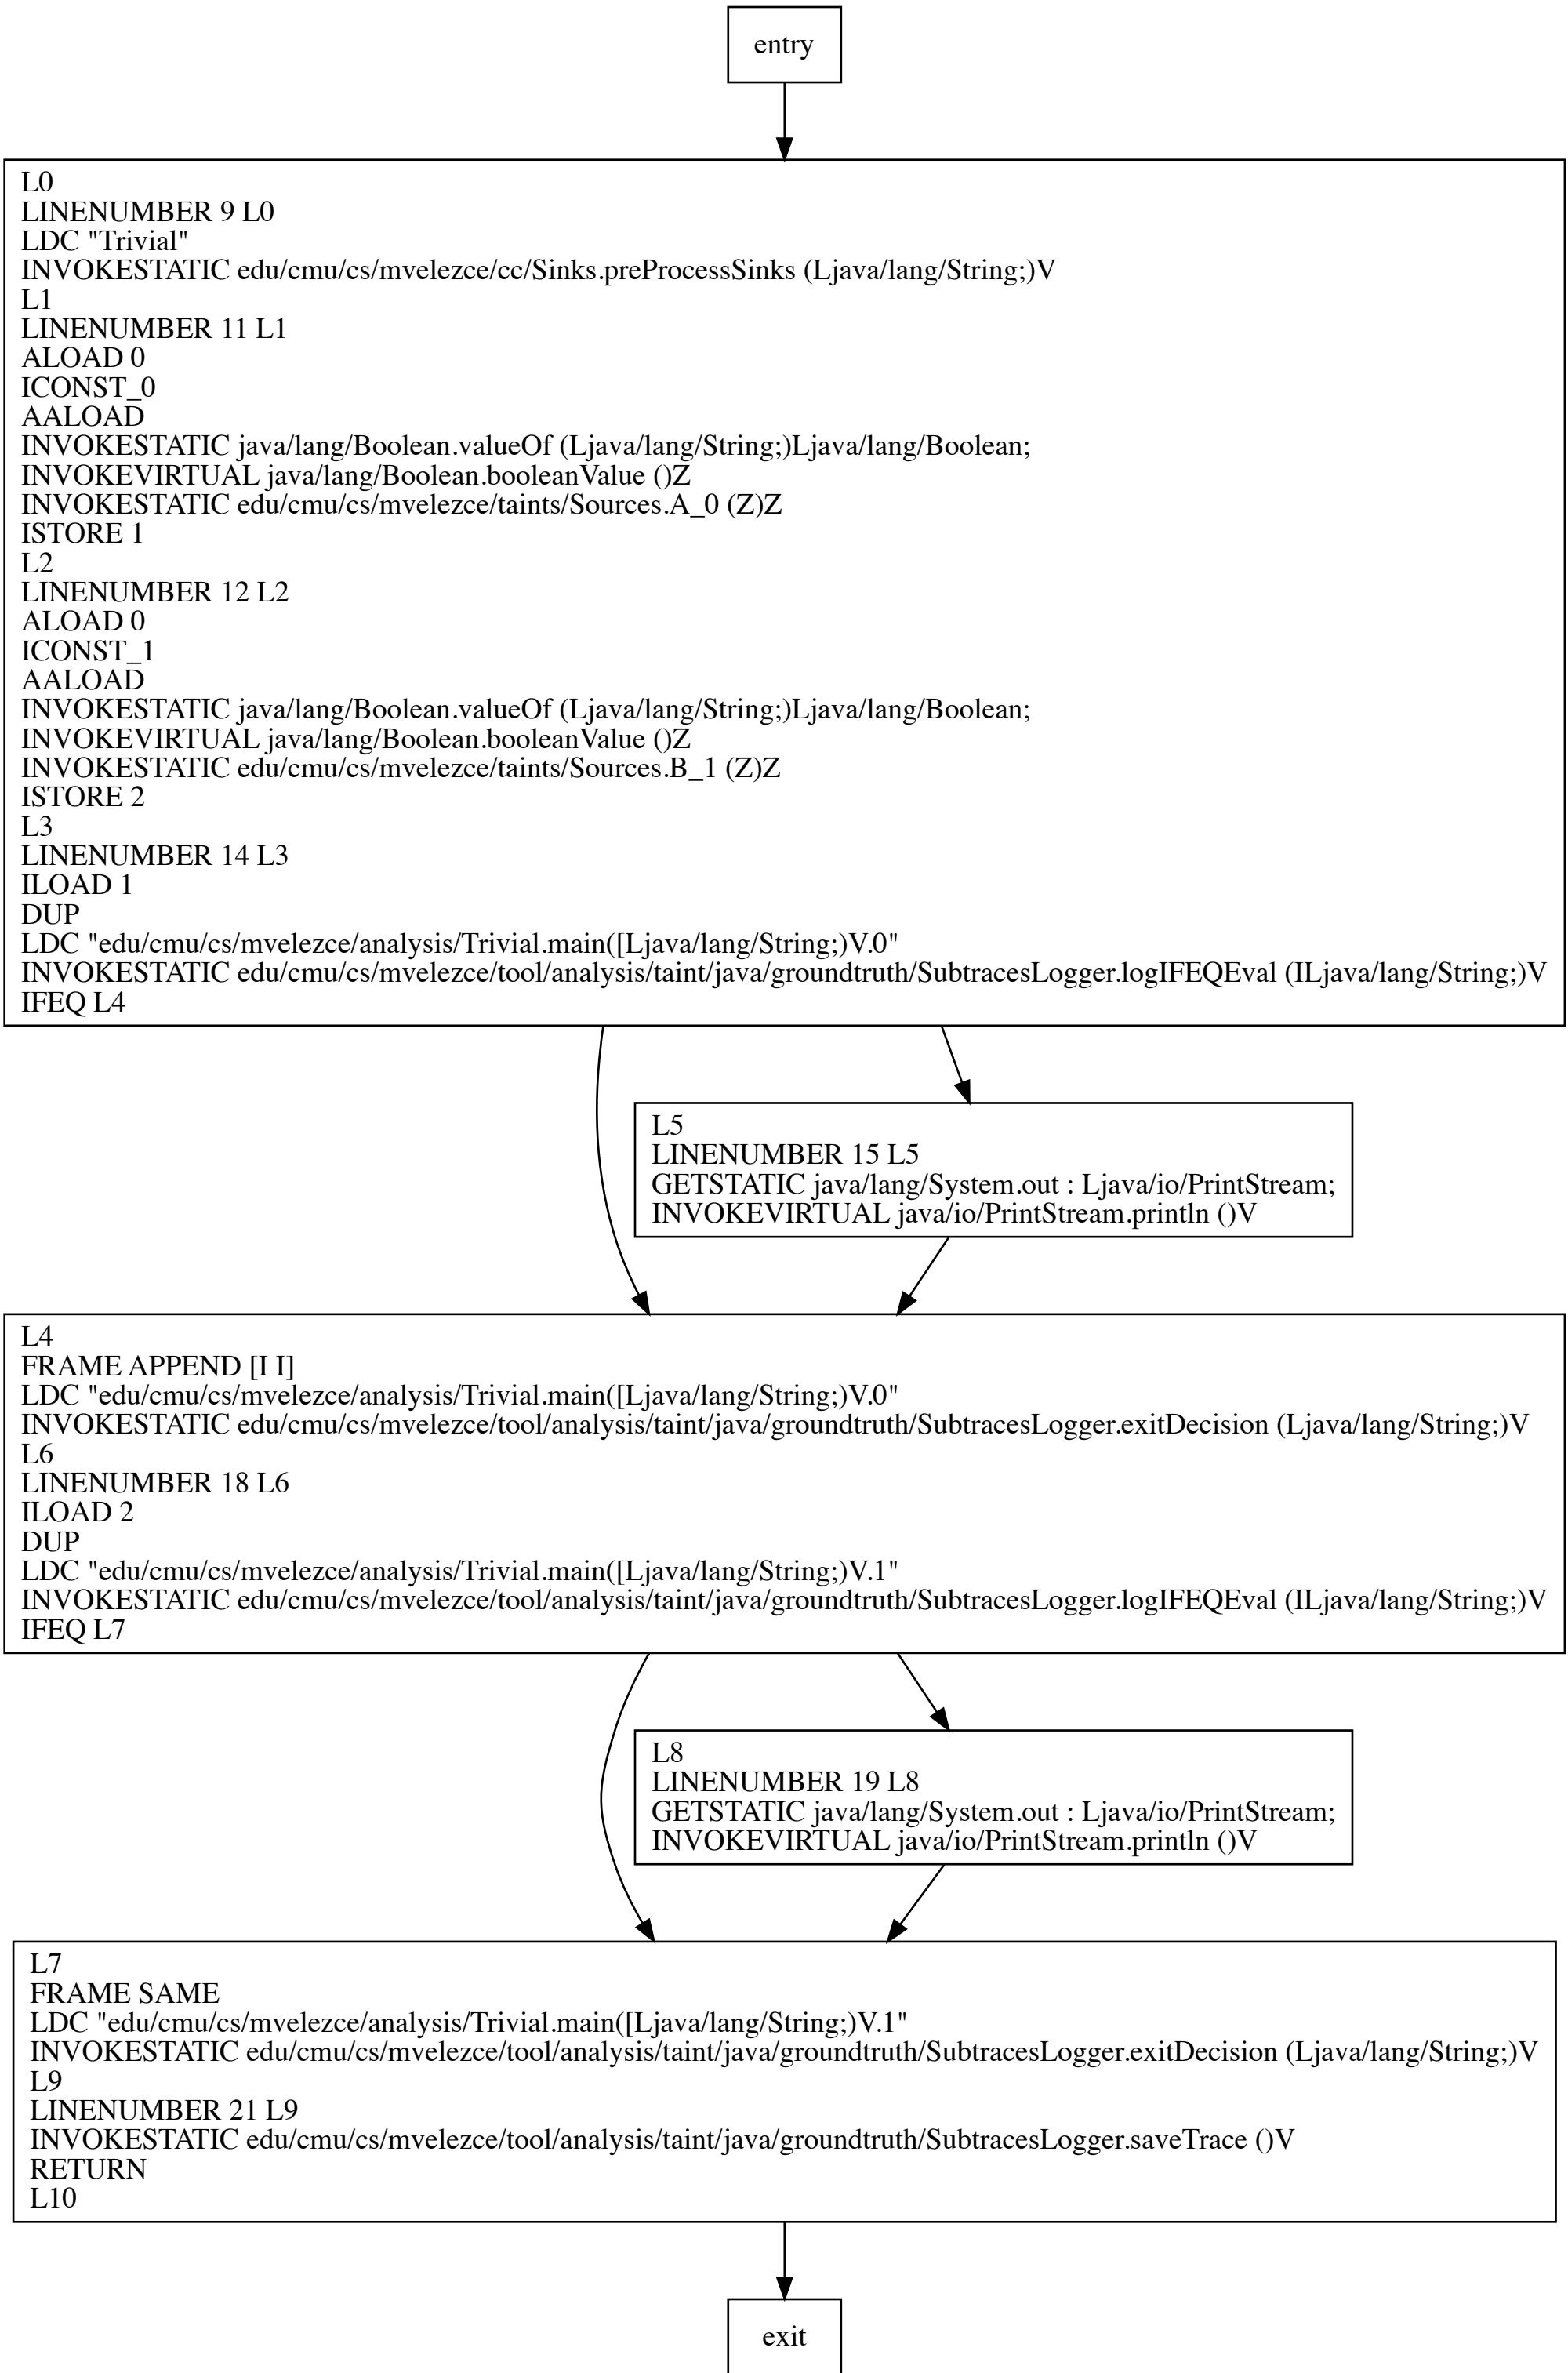 entry
L0
LINENUMBER 9 L0
LDC "Trivial"
INVOKESTATIC edu/cmu/cs/mvelezce/cc/Sinks.preProcessSinks (Ljava/lang/String;)V
L1
LINENUMBER 11 L1
ALOAD 0
ICONST_0
AALOAD
INVOKESTATIC java/lang/Boolean.valueOf (Ljava/lang/String;)Ljava/lang/Boolean;
INVOKEVIRTUAL java/lang/Boolean.booleanValue ()Z
INVOKESTATIC edu/cmu/cs/mvelezce/taints/Sources.A_0 (Z)Z
ISTORE 1
L2
LINENUMBER 12 L2
ALOAD 0
ICONST_1
AALOAD
INVOKESTATIC java/lang/Boolean.valueOf (Ljava/lang/String;)Ljava/lang/Boolean;
INVOKEVIRTUAL java/lang/Boolean.booleanValue ()Z
INVOKESTATIC edu/cmu/cs/mvelezce/taints/Sources.B_1 (Z)Z
ISTORE 2
L3
LINENUMBER 14 L3
ILOAD 1
DUP
LDC "edu/cmu/cs/mvelezce/analysis/Trivial.main([Ljava/lang/String;)V.0"
INVOKESTATIC edu/cmu/cs/mvelezce/tool/analysis/taint/java/groundtruth/SubtracesLogger.logIFEQEval (ILjava/lang/String;)V
IFEQ L4
L5
LINENUMBER 15 L5
GETSTATIC java/lang/System.out : Ljava/io/PrintStream;
INVOKEVIRTUAL java/io/PrintStream.println ()V
L4
FRAME APPEND [I I]
LDC "edu/cmu/cs/mvelezce/analysis/Trivial.main([Ljava/lang/String;)V.0"
INVOKESTATIC edu/cmu/cs/mvelezce/tool/analysis/taint/java/groundtruth/SubtracesLogger.exitDecision (Ljava/lang/String;)V
L6
LINENUMBER 18 L6
ILOAD 2
DUP
LDC "edu/cmu/cs/mvelezce/analysis/Trivial.main([Ljava/lang/String;)V.1"
INVOKESTATIC edu/cmu/cs/mvelezce/tool/analysis/taint/java/groundtruth/SubtracesLogger.logIFEQEval (ILjava/lang/String;)V
IFEQ L7
L8
LINENUMBER 19 L8
GETSTATIC java/lang/System.out : Ljava/io/PrintStream;
INVOKEVIRTUAL java/io/PrintStream.println ()V
L7
FRAME SAME
LDC "edu/cmu/cs/mvelezce/analysis/Trivial.main([Ljava/lang/String;)V.1"
INVOKESTATIC edu/cmu/cs/mvelezce/tool/analysis/taint/java/groundtruth/SubtracesLogger.exitDecision (Ljava/lang/String;)V
L9
LINENUMBER 21 L9
INVOKESTATIC edu/cmu/cs/mvelezce/tool/analysis/taint/java/groundtruth/SubtracesLogger.saveTrace ()V
RETURN
L10
exit